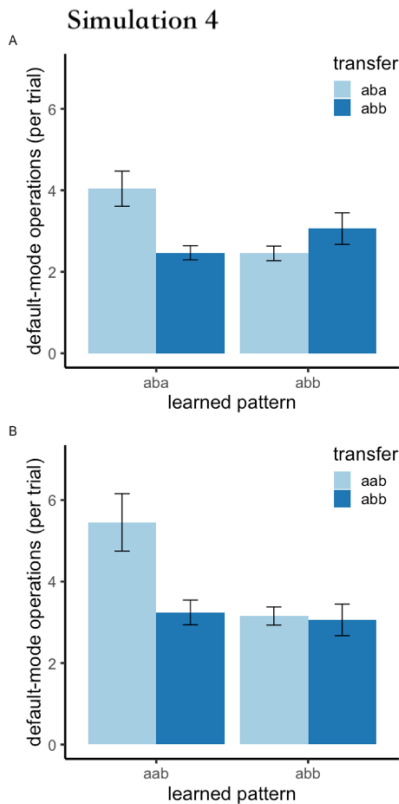 Simulation 4
A
default-mode operations (per trial)
6
4
2
0
transfer
aba
abb
aba
abb
learned pattern
B
default-mode operations (per trial)
6
4
2
0
transfer
aab
abb
aab
abb
learned pattern